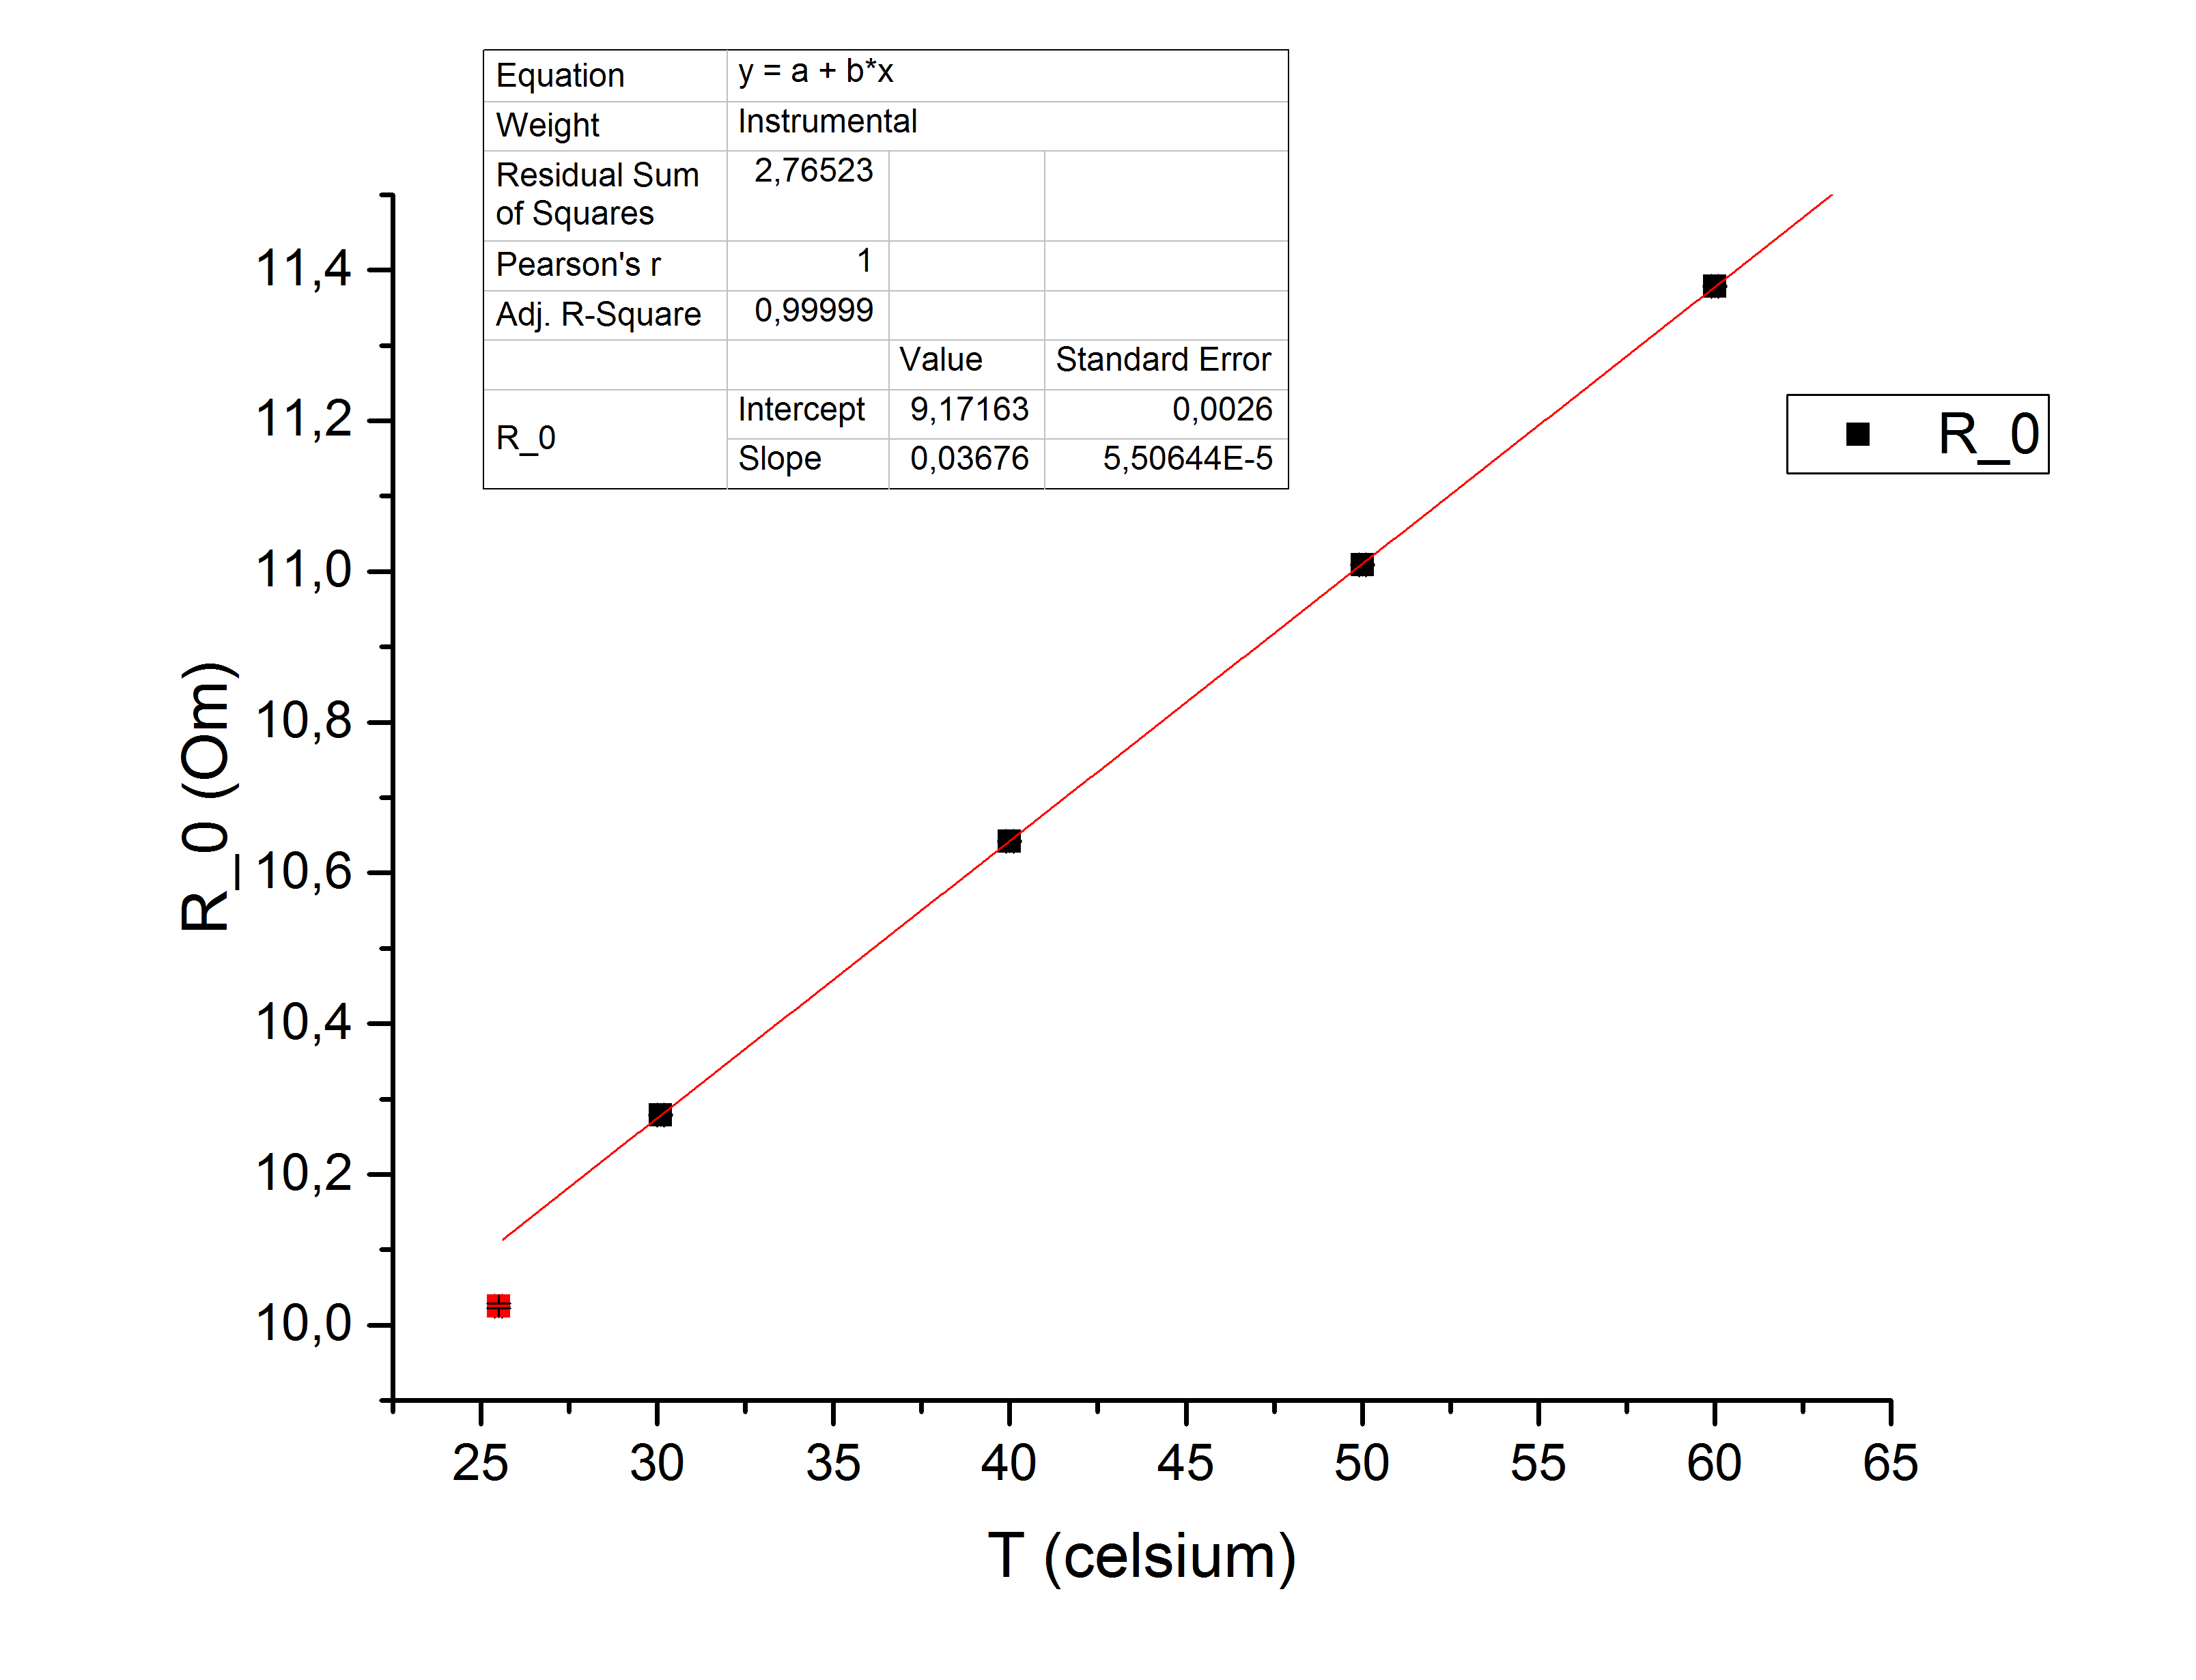 Equation y = a + b*x
Weight Instrumental
Residual Sum 2,76523
of Squares
Pearson's r 1
Adj. R-Square 0,99999
Value Standard Error
R_0
Intercept 9,17163 0,0026
Slope 0,03676 5,50644E-5
R_0
11,4
11,2
11,0
10,8
10,6
10,4
10,2
10,0
R_0 (Om)
25 30 35 40 45 50 55 60 65
T (celsium)